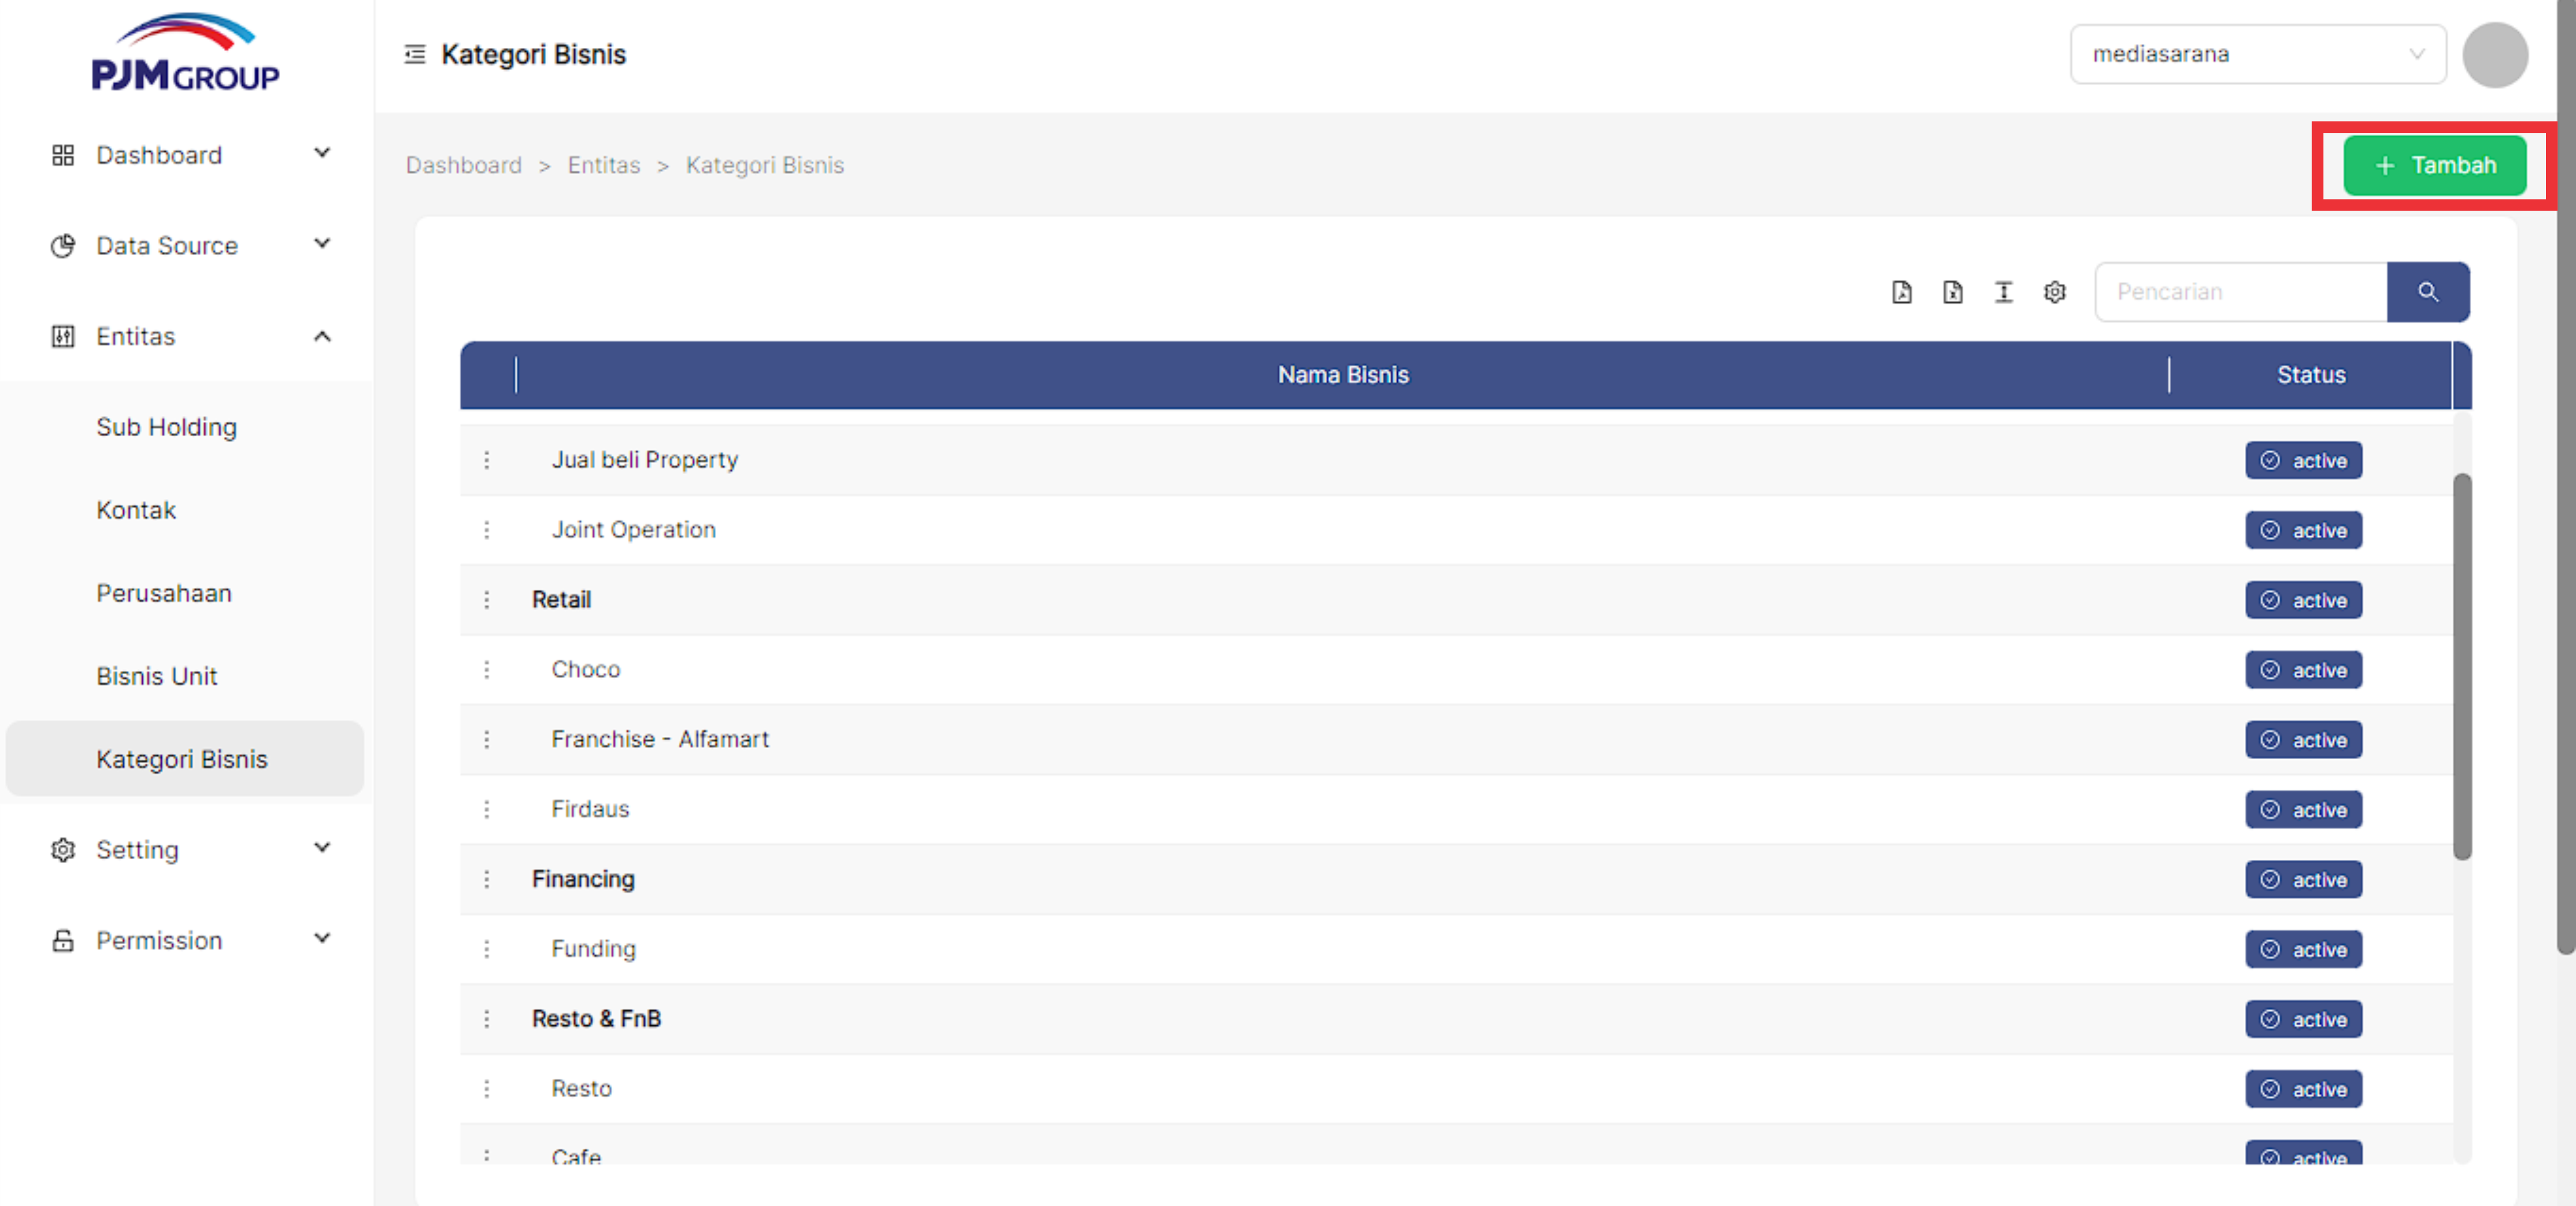 PJM GROUP
Dashboard
Data Source
Entitas
Sub Holding
Kontak
Perusahaan
Bisnis Unit
Kategori Bisnis
Setting
Permission
Kategori Bisnis
mediasarana
Dashboard > Entitas > Kategori Bisnis
+ Tambah
Pencarian
Nama Bisnis Status
Jual beli Property active
Joint Operation active
Retail active
Choco active
Franchise - Alfamart active
Firdaus active
Financing active
Funding active
Resto & FnB active
Resto active
Cafe active